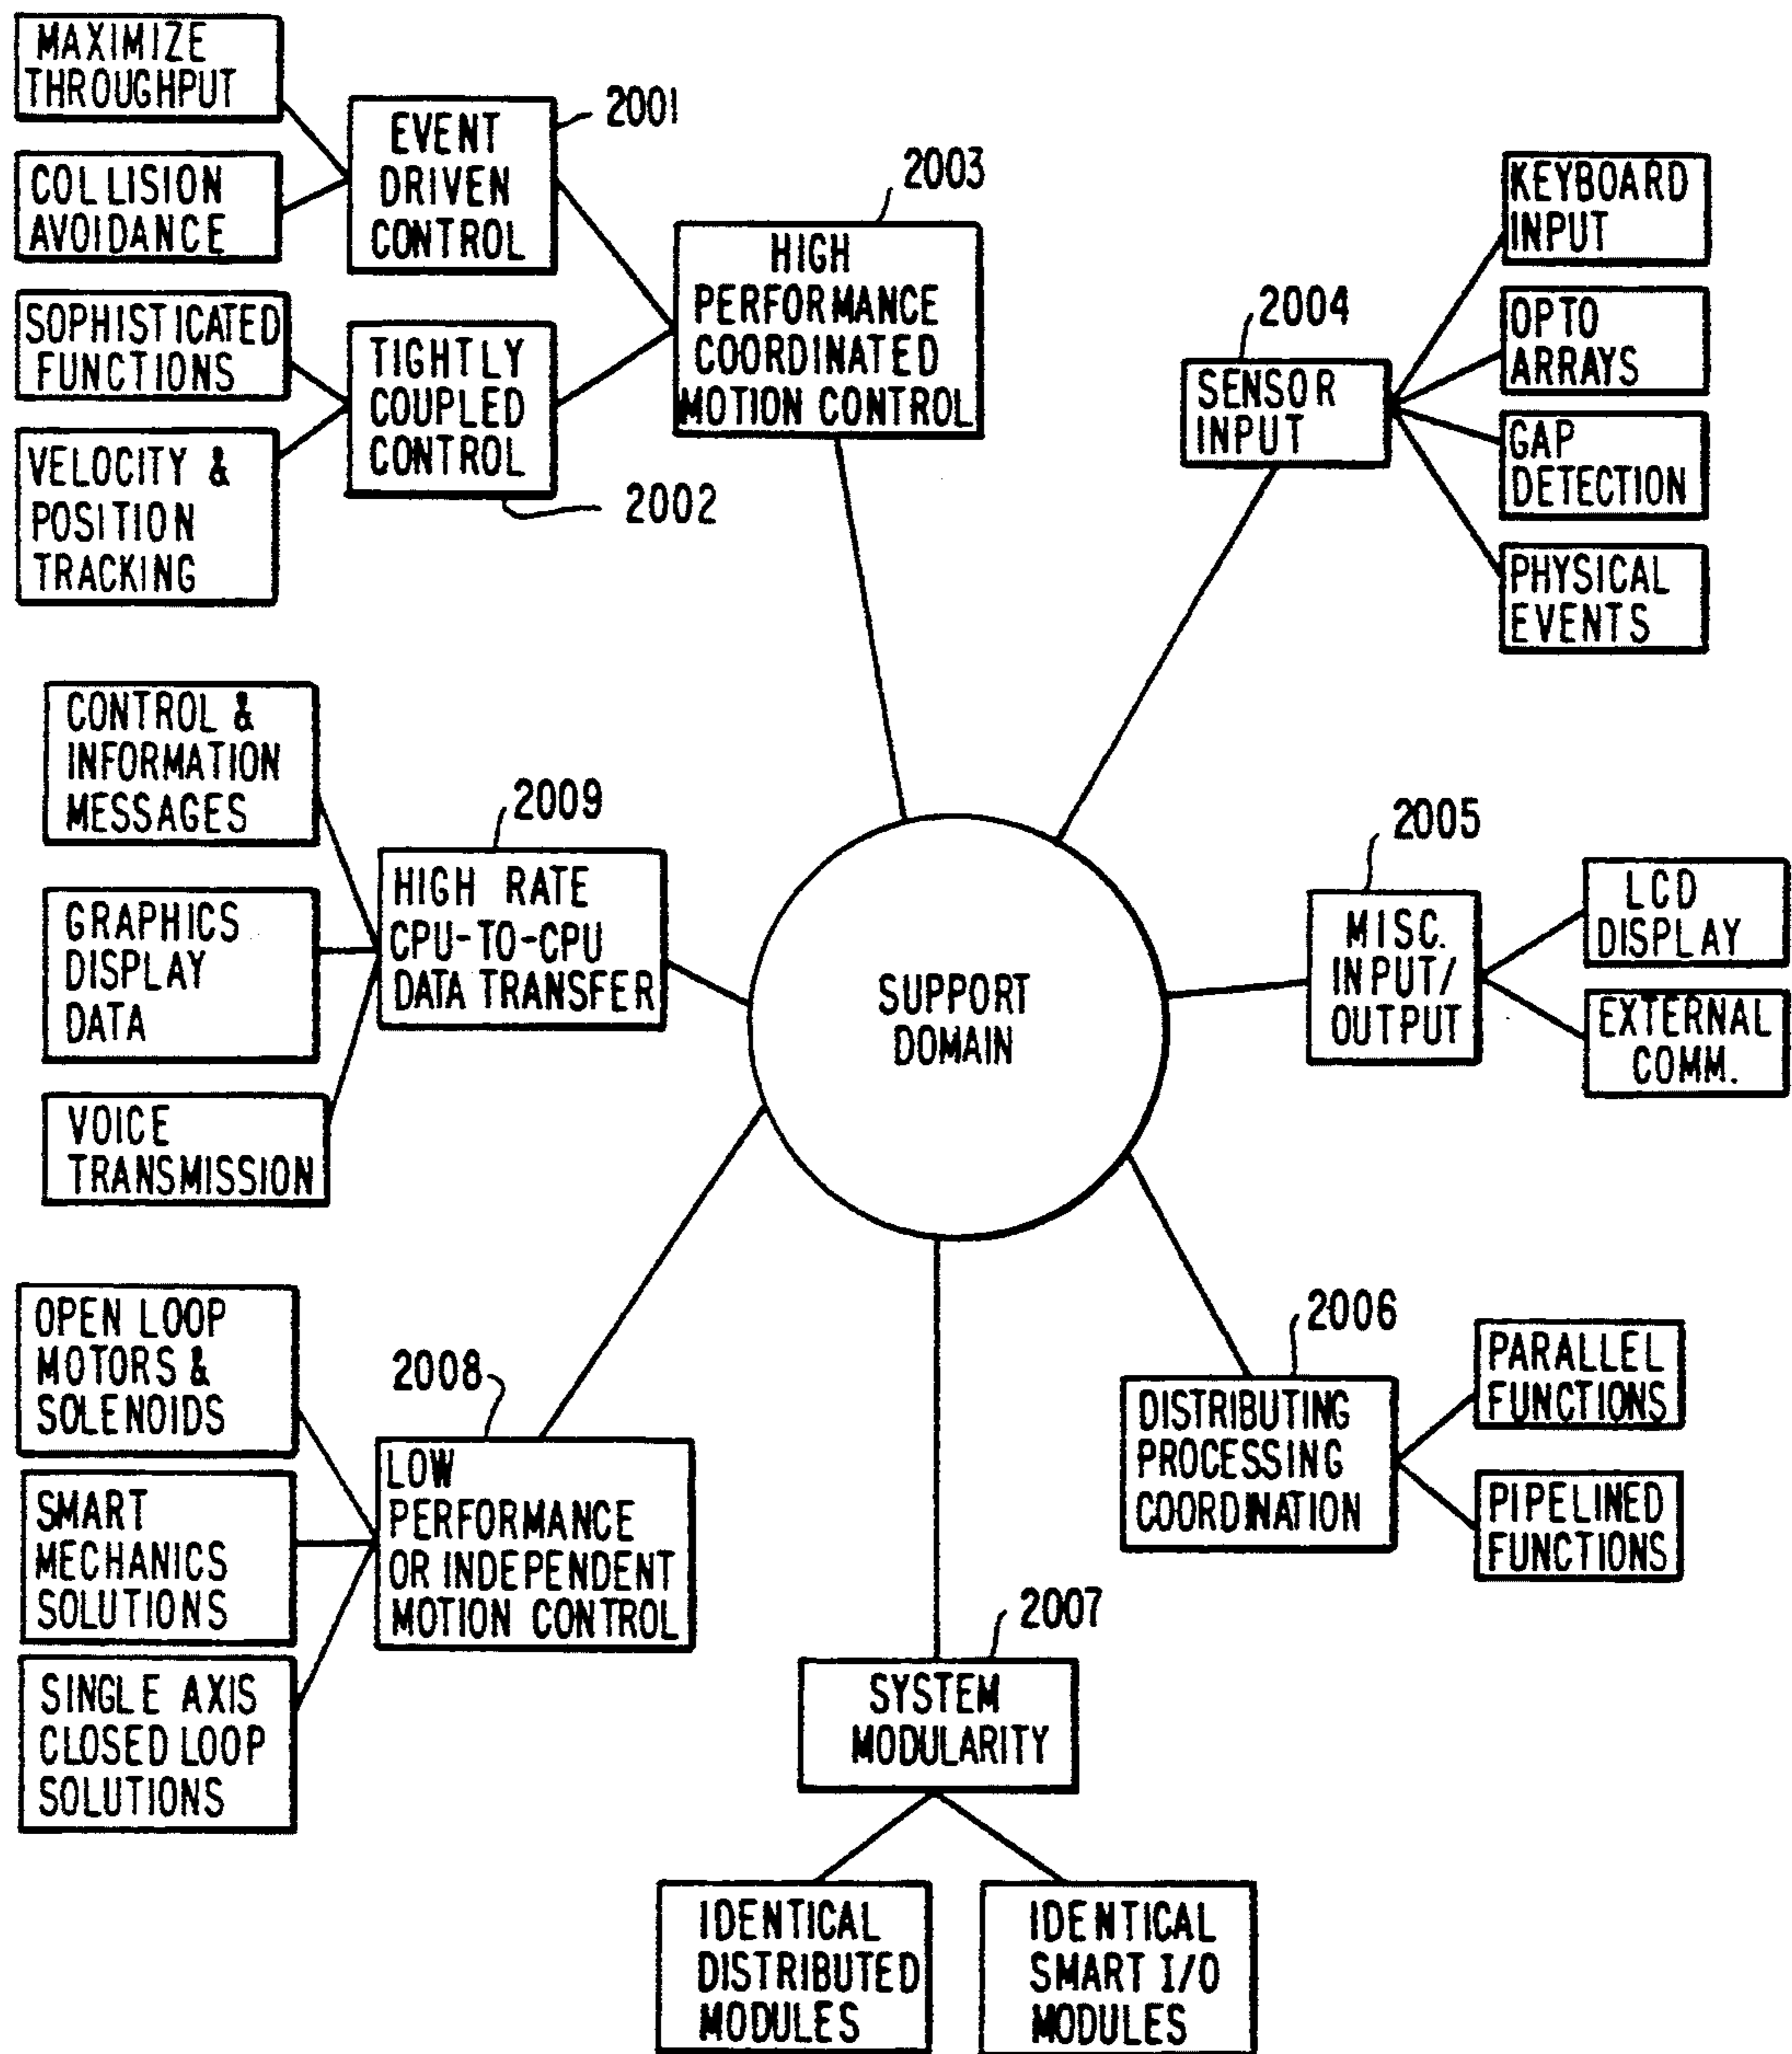 MAXIMIZE
THROUGHPUT
COLLISION
AVOIDANCE
SOPHISTICATED
FUNCTIONS
VELOCITY &
POSITION
TRACKING
EVENT
DRIVEN
CONTROL
2001
TIGHTLY
COUPLED
CONTROL
2002
2003
HIGH
PERFORMANCE
COORDINATED
MOTION CONTROL
2004
SENSOR
INPUT
KEYBOARD
INPUT
OPTO
ARRAYS
GAP
DETECTION
PHYSICAL
EVENTS
CONTROL &
INFORMATION
MESSAGES
GRAPHICS
DISPLAY
DATA
VOICE
TRANSMISSION
2009
HIGH RATE
CPU-TO-CPU
DATA TRANSFER
SUPPORT
DOMAIN
2005
MISC.
INPUT/
OUTPUT
LCD
DISPLAY
EXTERNAL
COMM.
OPEN LOOP
MOTORS &
SOLENOIDS
SMART
MECHANICS
SOLUTIONS
SINGLE AXIS
CLOSED LOOP
SOLUTIONS
2008
LOW
PERFORMANCE
OR INDEPENDENT
MOTION CONTROL
2006
DISTRIBUTING
PROCESSING
COORDINATION
PARALLEL
FUNCTIONS
PIPELINED
FUNCTIONS
2007
SYSTEM
MODULARITY
IDENTICAL
DISTRIBUTED
MODULES
IDENTICAL
SMART I/O
MODULES